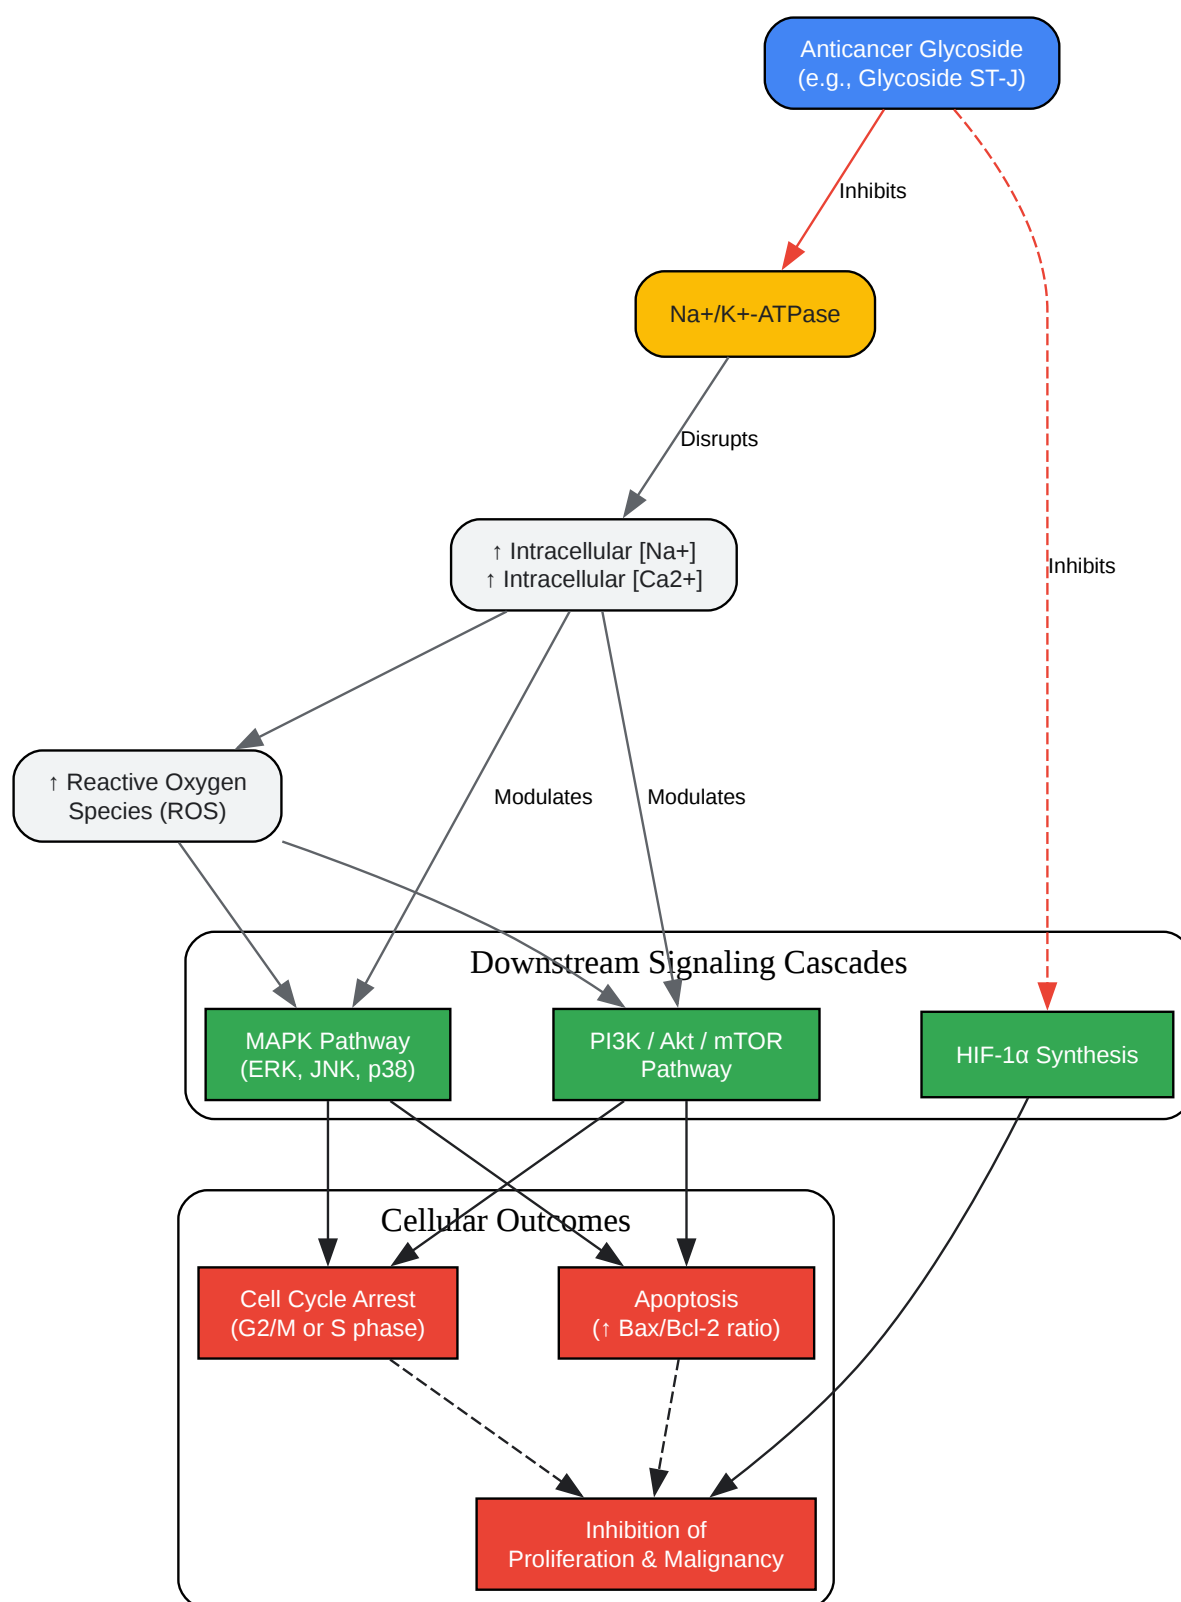 Anticancer Glycoside
(e.g., Glycoside ST-J)
Inhibits
Na+/K+-ATPase
Disrupts
↑ Intracellular [Na+]
↑ Intracellular [Ca2+]
Inhibits
↑ Reactive Oxygen
Species (ROS)
Modulates
Modulates
Downstream Signaling Cascades
MAPK Pathway
(ERK, JNK, p38)
PI3K / Akt / mTOR
Pathway
HIF-1α Synthesis
Cellular Outcomes
Cell Cycle Arrest
(G2/M or S phase)
Apoptosis
(↑ Bax/Bcl-2 ratio)
Inhibition of
Proliferation & Malignancy